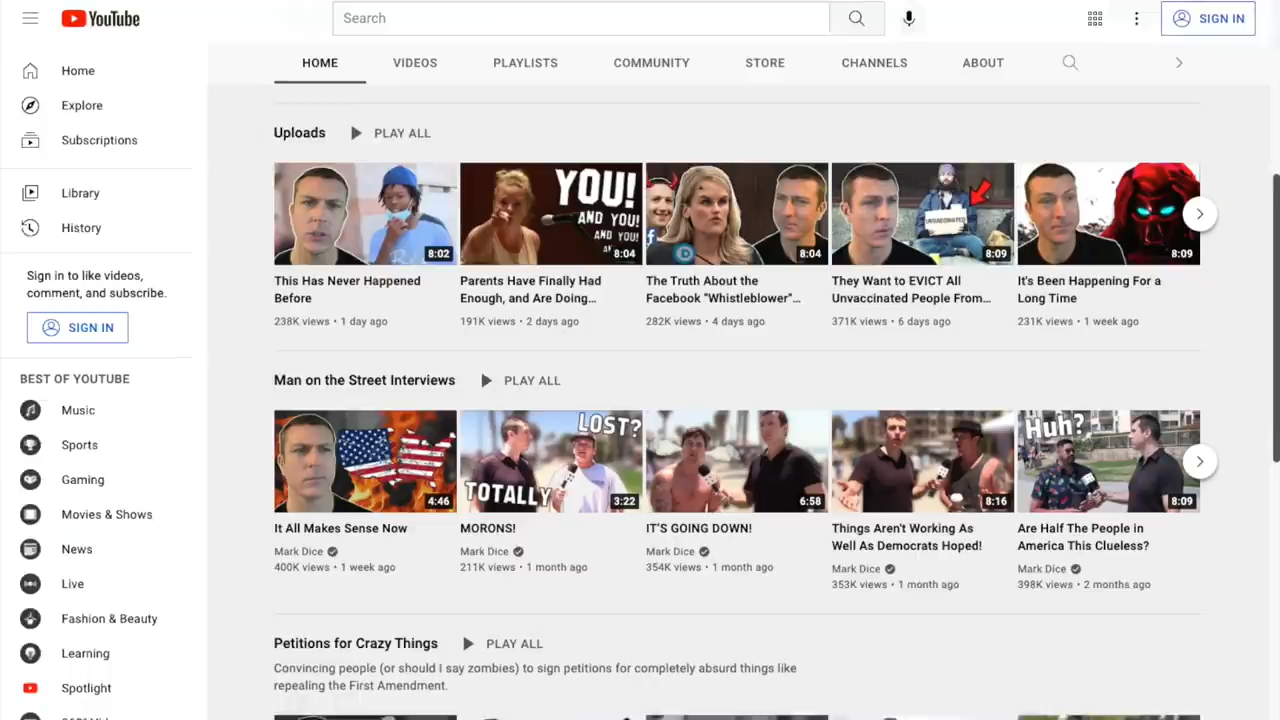 YouTube
Search
SIGN IN
Home
Explore
Subscriptions
Library
History
Sign in to like videos,
comment, and subscribe.
SIGN IN
BEST OF YOUTUBE
Music
Sports
Gaming
Movies & Shows
News
Live
Fashion & Beauty
Learning
Spotlight
HOME
VIDEOS
PLAYLISTS
COMMUNITY
STORE
CHANNELS
ABOUT
Uploads
PLAY ALL
8:02
This Has Never Happened
Before
238K views • 1 day ago
YOU!
AND YOU!
AND YOU!
8:04
Parents Have Finally Had
Enough, and Are Doing...
191K views • 2 days ago
8:04
The Truth About the
Facebook "Whistleblower"...
282K views • 4 days ago
UNVACCINATED
8:09
They Want to EVICT All
Unvaccinated People From...
371K views • 6 days ago
8:09
It's Been Happening For a
Long Time
231K views • 1 week ago
Man on the Street Interviews
PLAY ALL
4:46
It All Makes Sense Now
Mark Dice
400K views • 1 week ago
LOST?
TOTALLY
3:22
MORONS!
Mark Dice
211K views • 1 month ago
6:58
IT'S GOING DOWN!
Mark Dice
354K views • 1 month ago
8:16
Things Aren't Working As
Well As Democrats Hoped!
Mark Dice
353K views • 1 month ago
Huh?
8:09
Are Half The People in
America This Clueless?
Mark Dice
398K views • 2 months ago
Petitions for Crazy Things
PLAY ALL
Convincing people (or should I say zombies) to sign petitions for completely absurd things like
repealing the First Amendment.